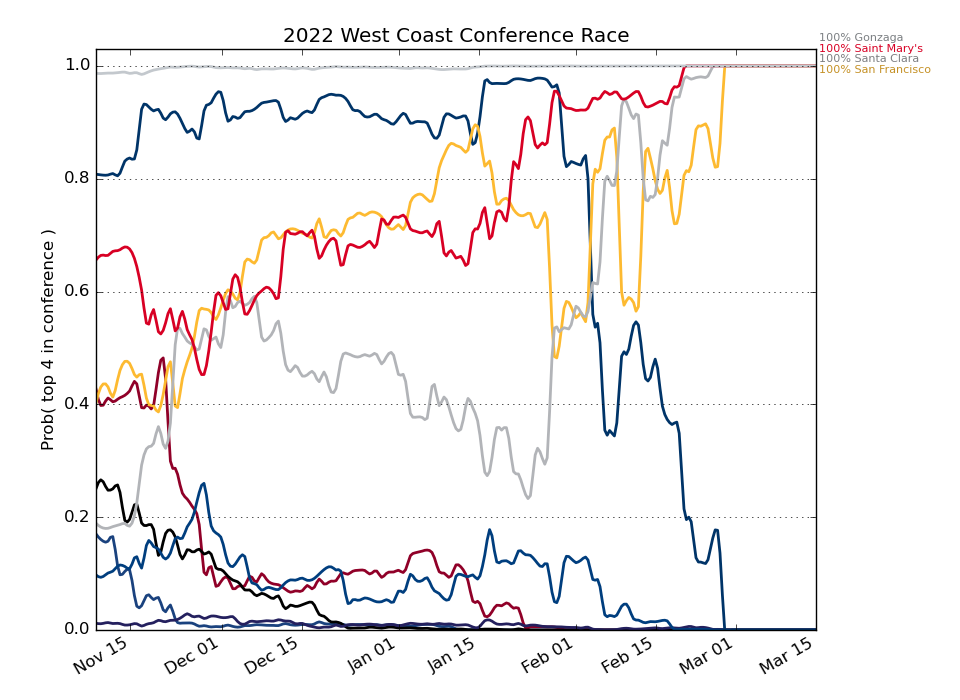 2022 West Coast Conference Race
100% Gonzaga
100% Saint Mary's
100% Santa Clara
100% San Francisco
Prob( top 4 in conference )
1.0
0.8
0.6
0.4
0.2
0.0
Nov 15
Dec 01
Dec 15
Jan 01
Jan 15
Feb 01
Feb 15
Mar 01
Mar 15